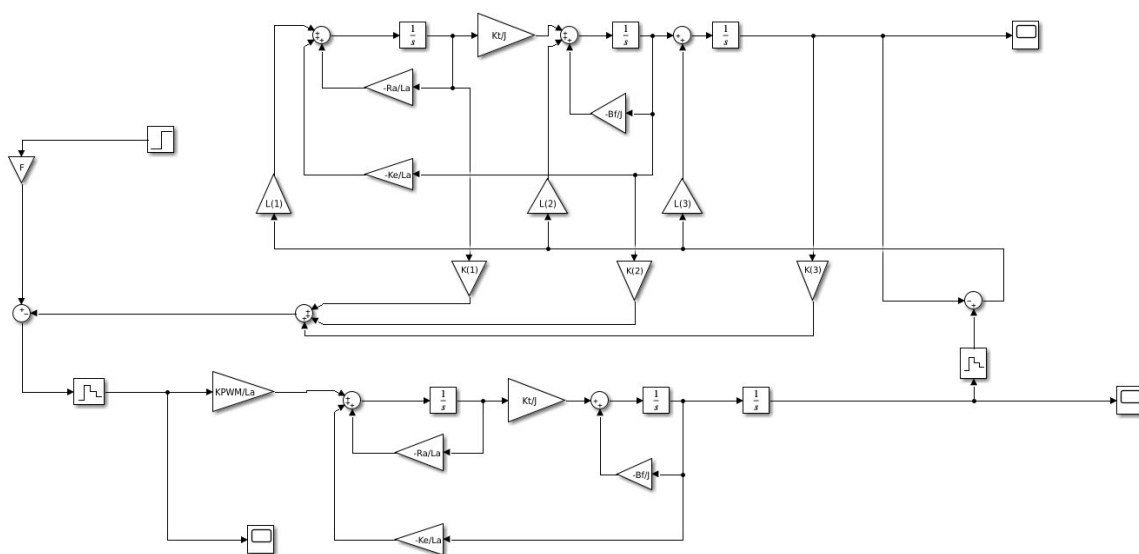 1/s
Kt/J
1/s
1/s
-Ra/La
-Bf/J
F
-Ke/La
L(1)
L(2)
L(3)
K(1)
K(2)
K(3)
KPWM/La
1/s
Kt/J
1/s
1/s
-Ra/La
-Bf/J
-Ke/La